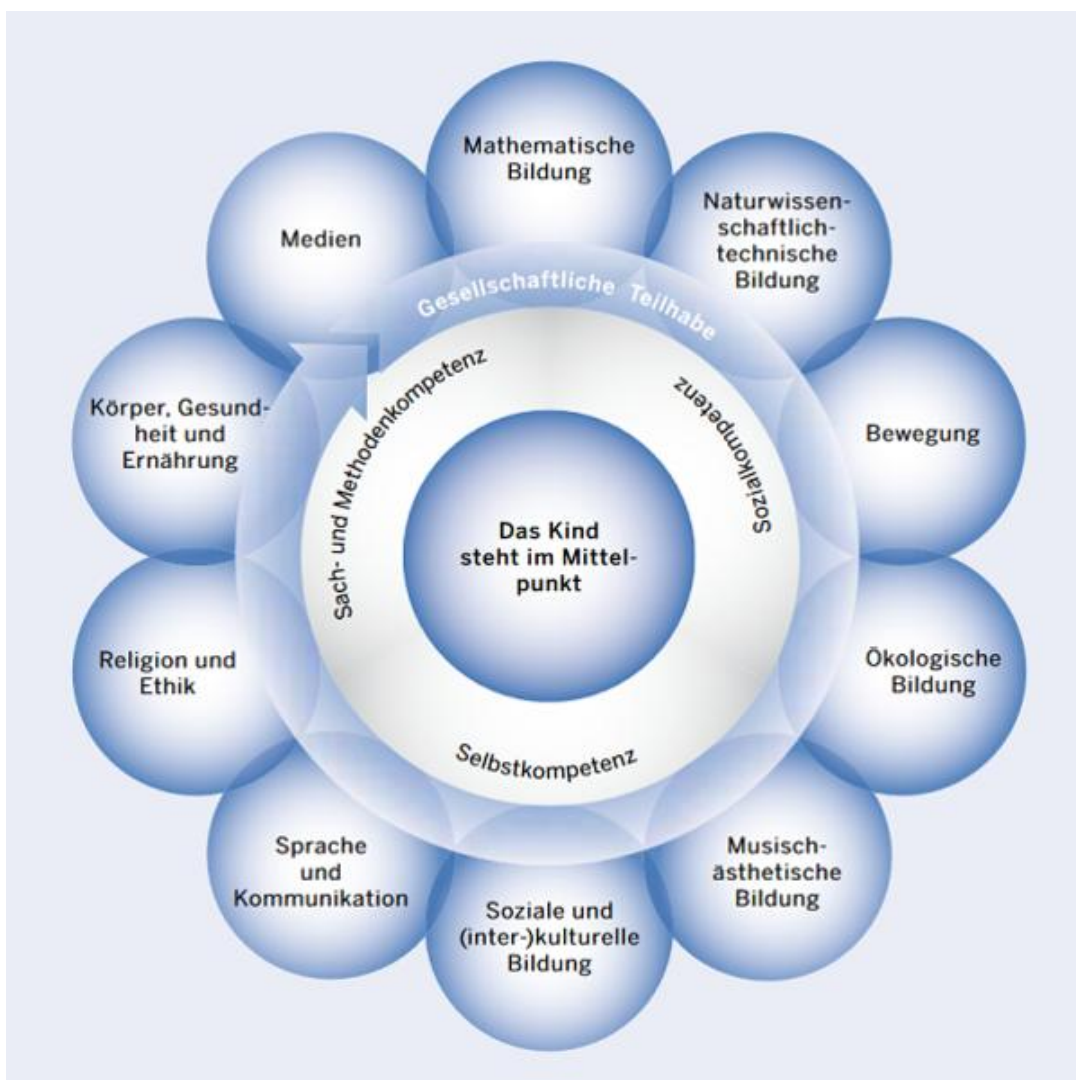 Mathematische
Bildung
Naturwissen-
schaftlich-
technische
Bildung
Bewegung
Ökologische
Bildung
Musisch-
ästhetische
Bildung
Soziale und
(inter-)kulturelle
Bildung
Sprache
und
Kommunikation
Religion und
Ethik
Körper, Gesund-
heit und
Ernährung
Medien
Gesellschaftliche Teilhabe
Sach- und Methodenkompetenz
Sozialkompetenz
Selbstkompetenz
Das Kind
steht im Mittel-
punkt